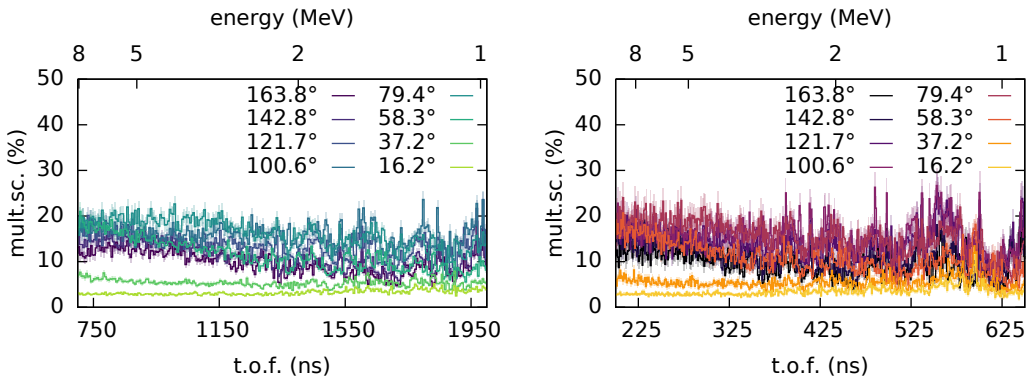 energy (MeV)
8 5 2 1
50
40
30
20
10
0
mult.sc. (%)
163.8° 79.4°
142.8° 58.3°
121.7° 37.2°
100.6° 16.2°
750 1150 1550 1950
t.o.f. (ns)
energy (MeV)
8 5 2 1
50
40
30
20
10
0
mult.sc. (%)
163.8° 79.4°
142.8° 58.3°
121.7° 37.2°
100.6° 16.2°
225 325 425 525 625
t.o.f. (ns)